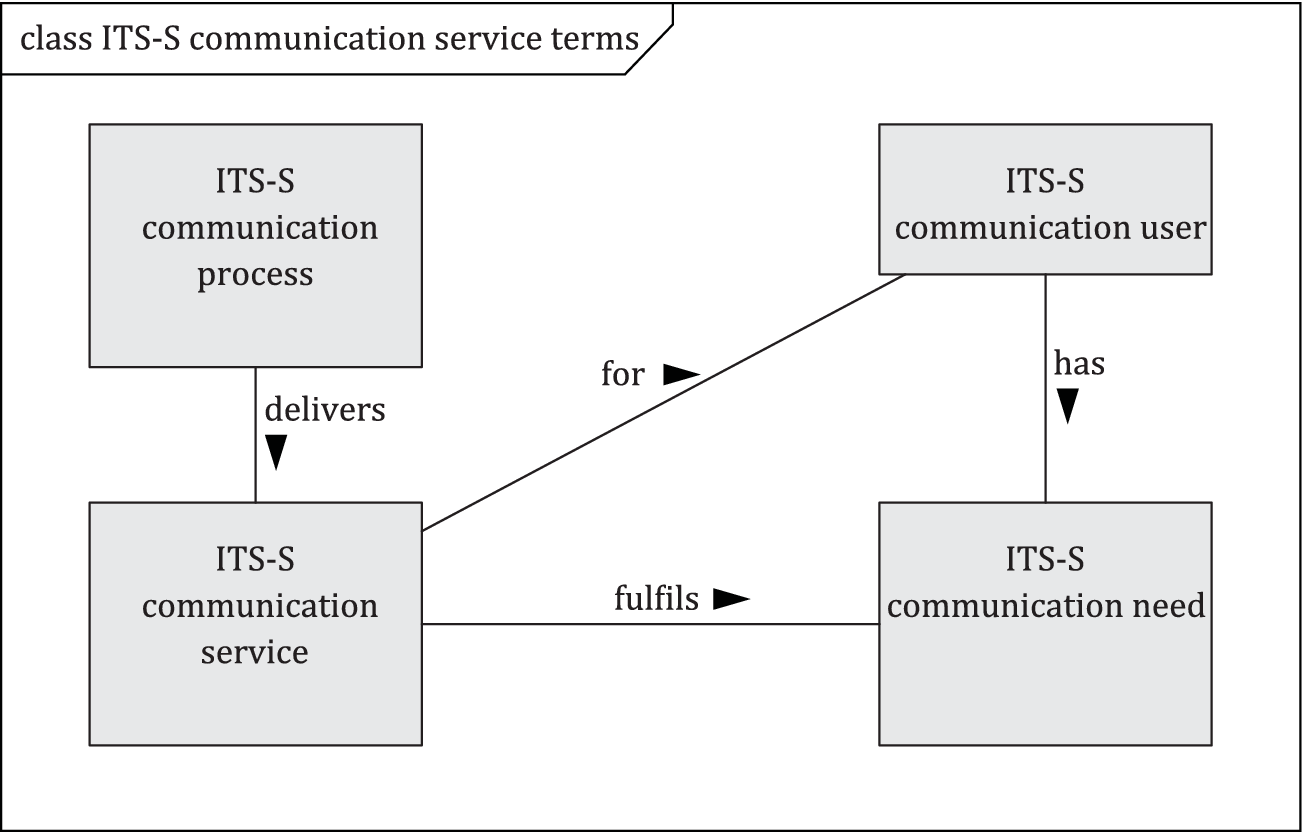 class ITS-S communication service terms
ITS-S
communication
process
ITS-S
communication user
for
has
delivers
ITS-S
communication
service
fulfils
ITS-S
communication need